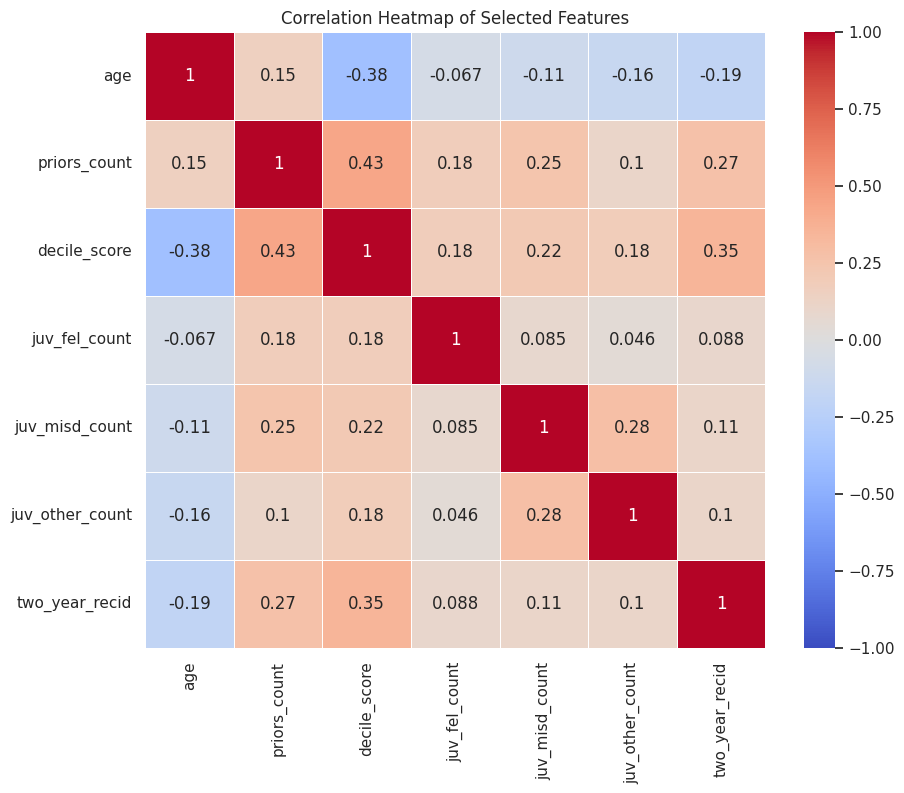 Correlation Heatmap of Selected Features
age 1 0.15 -0.38 -0.067 -0.11 -0.16 -0.19
priors_count 0.15 1 0.43 0.18 0.25 0.1 0.27
decile_score -0.38 0.43 1 0.18 0.22 0.18 0.35
juv_fel_count -0.067 0.18 0.18 1 0.085 0.046 0.088
juv_misd_count -0.11 0.25 0.22 0.085 1 0.28 0.11
juv_other_count -0.16 0.1 0.18 0.046 0.28 1 0.1
two_year_recid -0.19 0.27 0.35 0.088 0.11 0.1 1
age priors_count decile_score juv_fel_count juv_misd_count juv_other_count two_year_recid
1.00
0.75
0.50
0.25
0.00
−0.25
−0.50
−0.75
−1.00